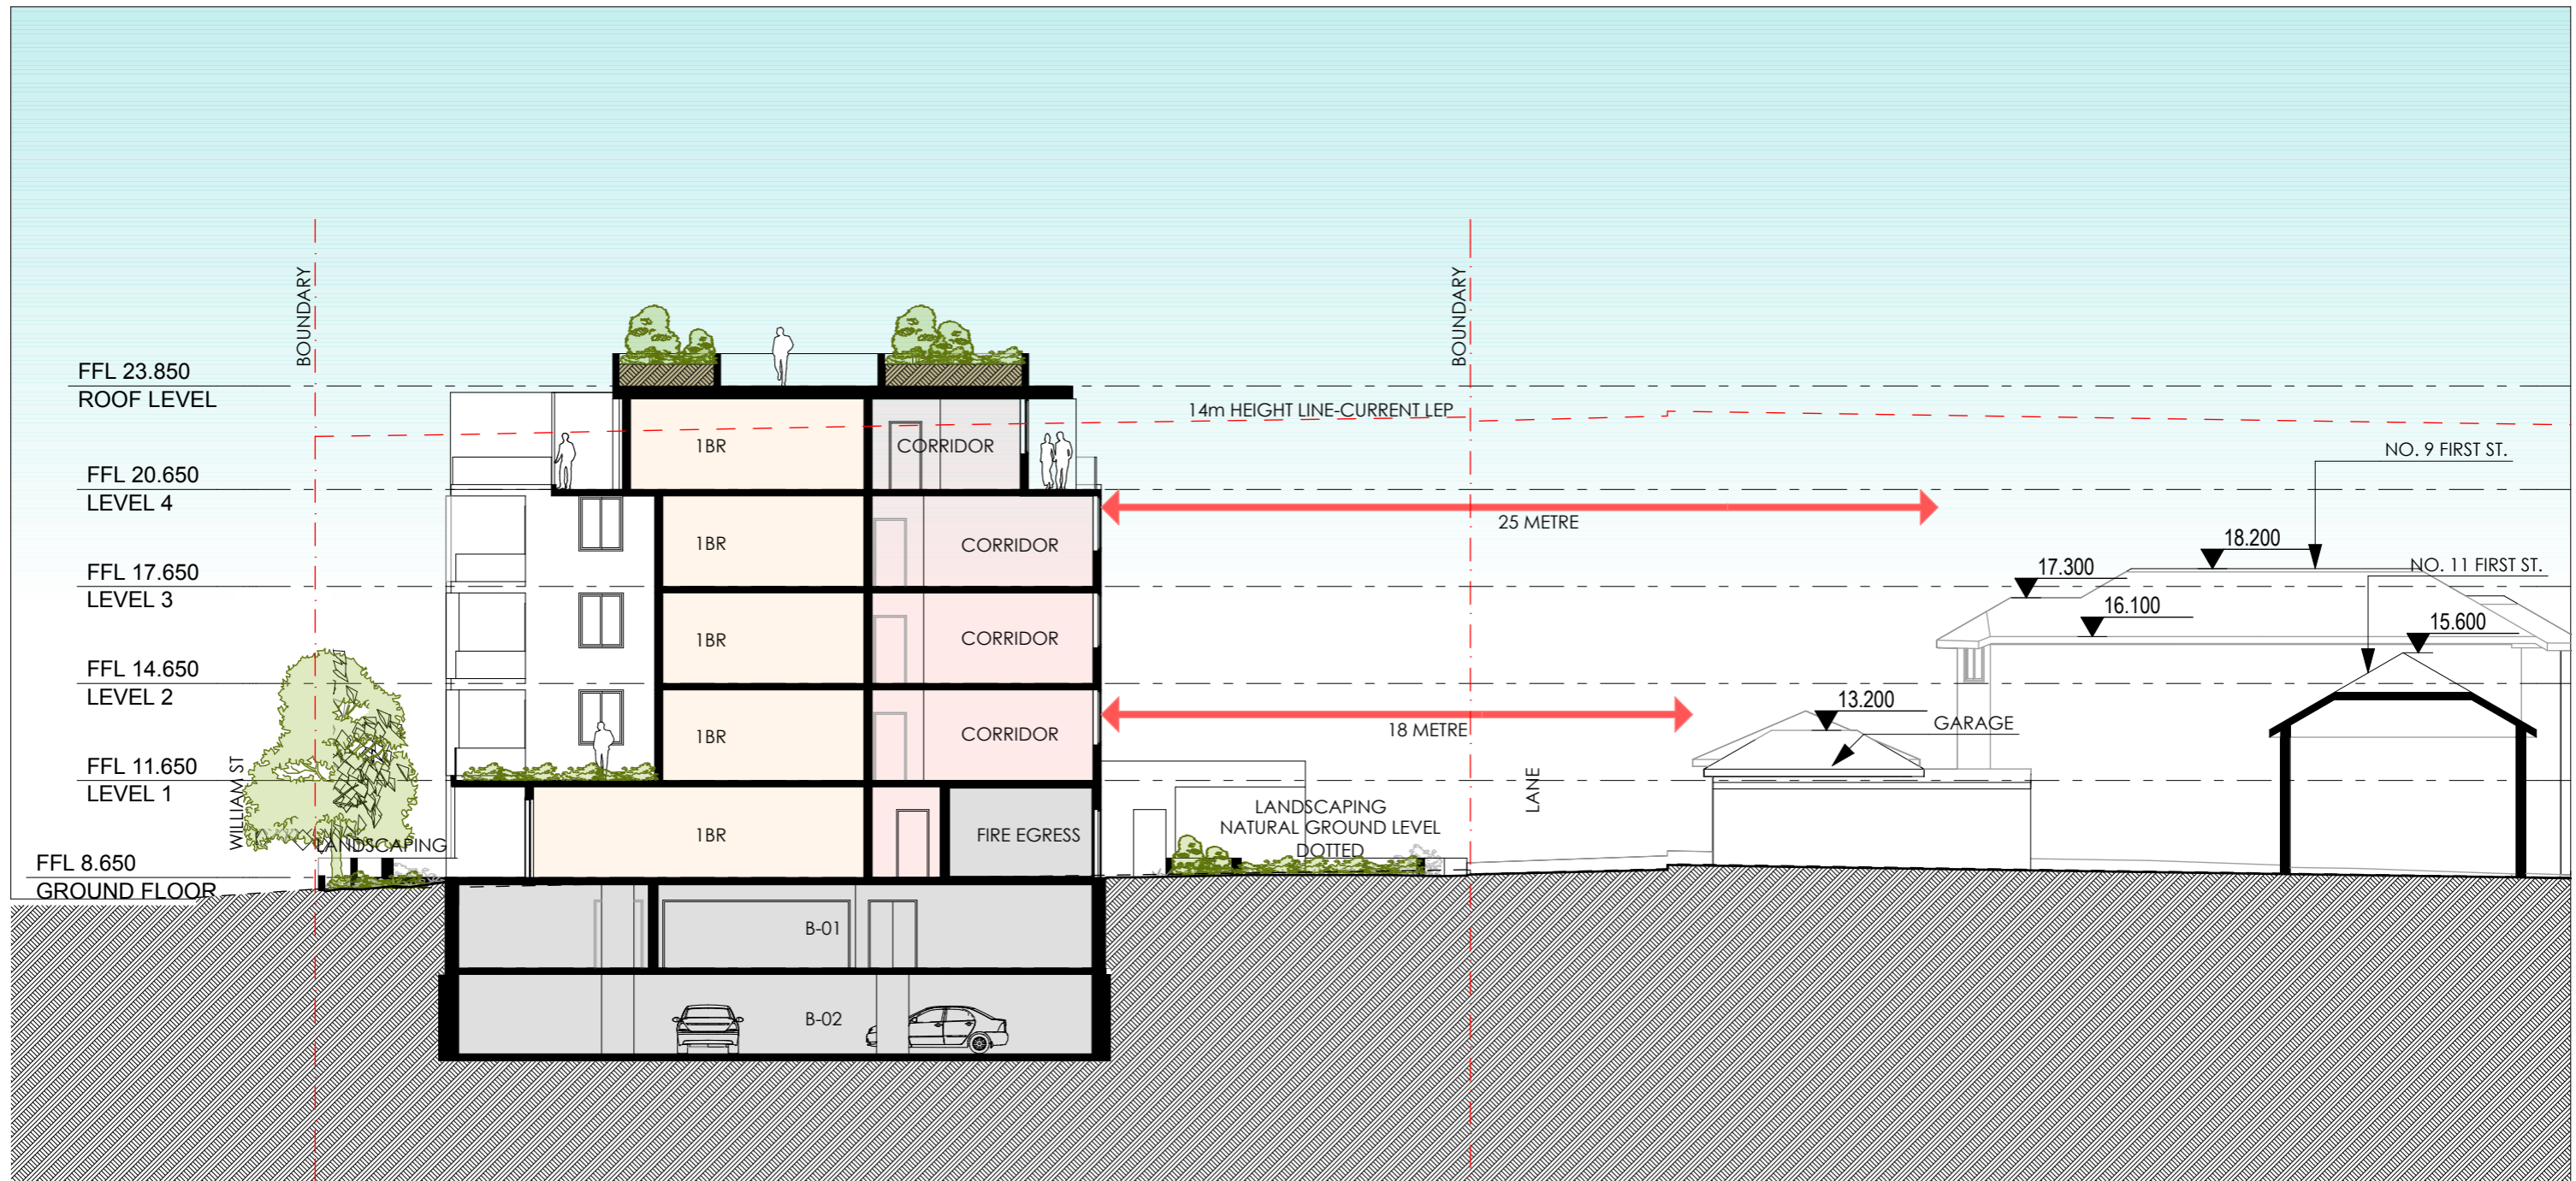 BOUNDARY
BOUNDARY
FFL 23.850
ROOF LEVEL
14m HEIGHT LINE-CURRENT LEP
1BR
CORRIDOR
NO. 9 FIRST ST.
FFL 20.650
LEVEL 4
25 METRE
1BR
CORRIDOR
18.200
NO. 11 FIRST ST.
17.300
FFL 17.650
LEVEL 3
16.100
15.600
1BR
CORRIDOR
FFL 14.650
LEVEL 2
13.200
GARAGE
18 METRE
1BR
CORRIDOR
FFL 11.650
LEVEL 1
WILLIAM ST
LANE
LANDSCAPING
NATURAL GROUND LEVEL
DOTTED
1BR
FIRE EGRESS
LANDSCAPING
FFL 8.650
GROUND FLOOR
B-01
B-02